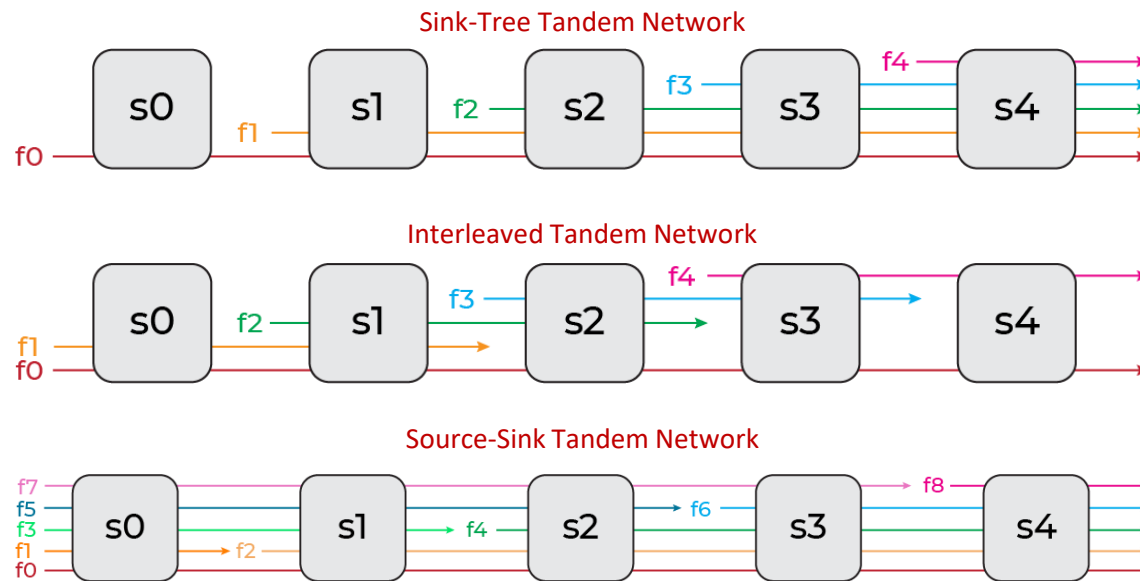 Sink-Tree Tandem Network
f4
f3
s0 s1 f2 s2 s3 s4
f1
f0
Interleaved Tandem Network
f4
f3
s0 f2 s1 s2 s3 s4
f1
f0
Source-Sink Tandem Network
f7 f8
f5 f6
s0 s1 s2 s3 s4
f3 f4
f1 f2
f0